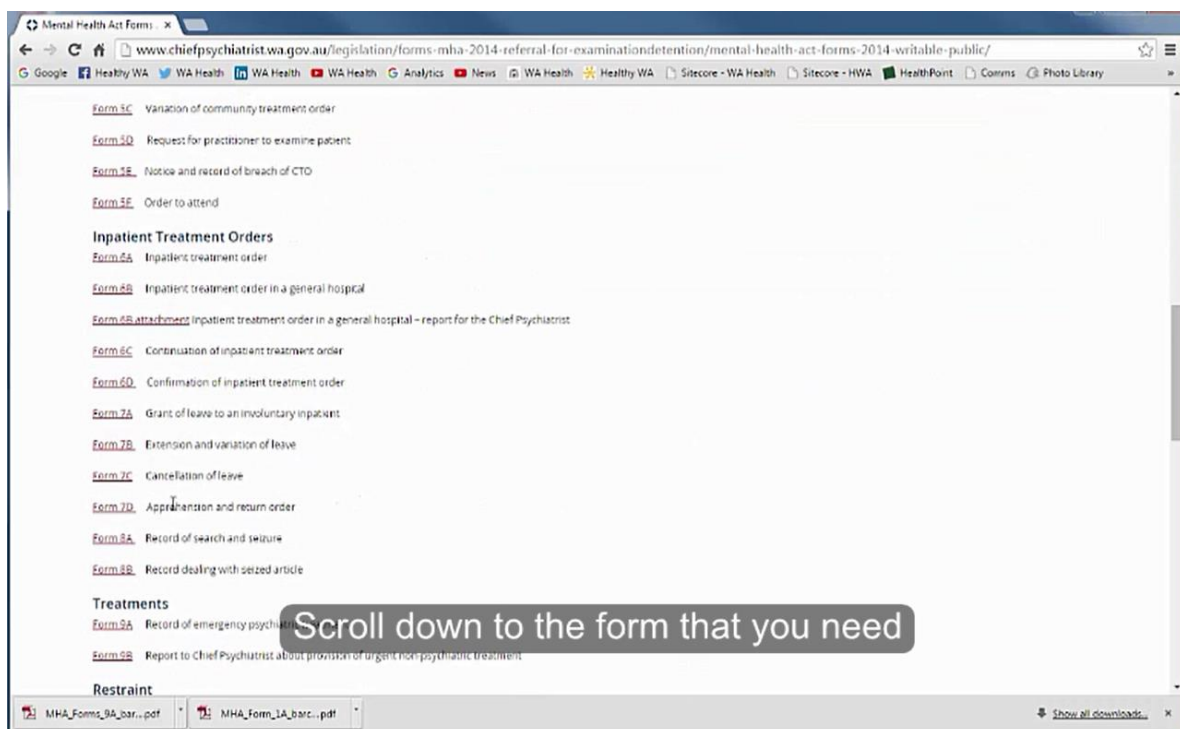 Mental Health Act Forms
www.chiefpsychiatrist.wa.gov.au/legislation/forms-mha-2014-referral-for-examinationdetention/mental-health-act-forms-2014-writable-public/
Google Healthy WA WA Health WA Health WA Health Analytics News WA Health Healthy WA Sitecore - WA Health Sitecore - HWA HealthPoint Comms Photo Library »
Form 5C Variation of community treatment order
Form 5D Request for practitioner to examine patient
Form 5E Notice and record of breach of CTO
Form 5F Order to attend
Inpatient Treatment Orders
Form 6A Inpatient treatment order
Form 6B Inpatient treatment order in a general hospital
Form 6B attachment Inpatient treatment order in a general hospital – report for the Chief Psychiatrist
Form 6C Continuation of inpatient treatment order
Form 6D Confirmation of inpatient treatment order
Form 7A Grant of leave to an involuntary inpatient
Form 7B Extension and variation of leave
Form 7C Cancellation of leave
Form 7D Apprehension and return order
Form 8A Record of search and seizure
Form 8B Record dealing with seized article
Treatments
Form 9A Record of emergency
Scroll down to the form that you need
Form 9B Report to Chief Psychiatrist about provision of urgent non-psychiatric treatment
Restraint
MHA_Forms_9A_bar...pdf MHA_Form_1A_barc...pdf Show all downloads...